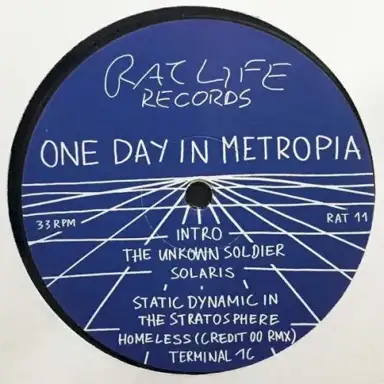 RAT LIFE
RECORDS
ONE DAY IN METROPIA
33 RPM
RAT 11
INTRO
THE UNKOWN SOLDIER
SOLARIS
STATIC DYNAMIC IN
THE STRATOSPHERE
HOMELESS (CREDIT 00 RMX)
TERMINAL 1C